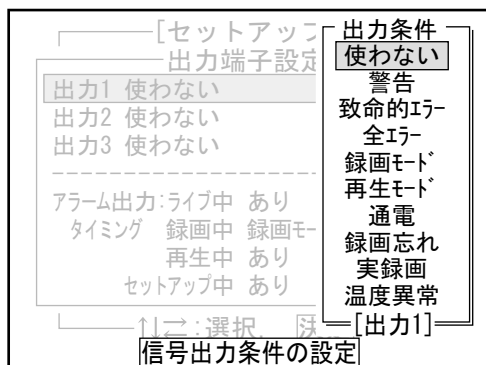 [セットアップ
出力端子設定
出力1 使わない
出力2 使わない
出力3 使わない
アラーム出力:ライブ中 あり
タイミング 録画中 録画モー
再生中 あり
セットアップ中 あり
↑↓⇄:選択, 決
出力条件
使わない
警告
致命的エラー
全エラー
録画モード
再生モード
通電
録画忘れ
実録画
温度異常
[出力1]
信号出力条件の設定